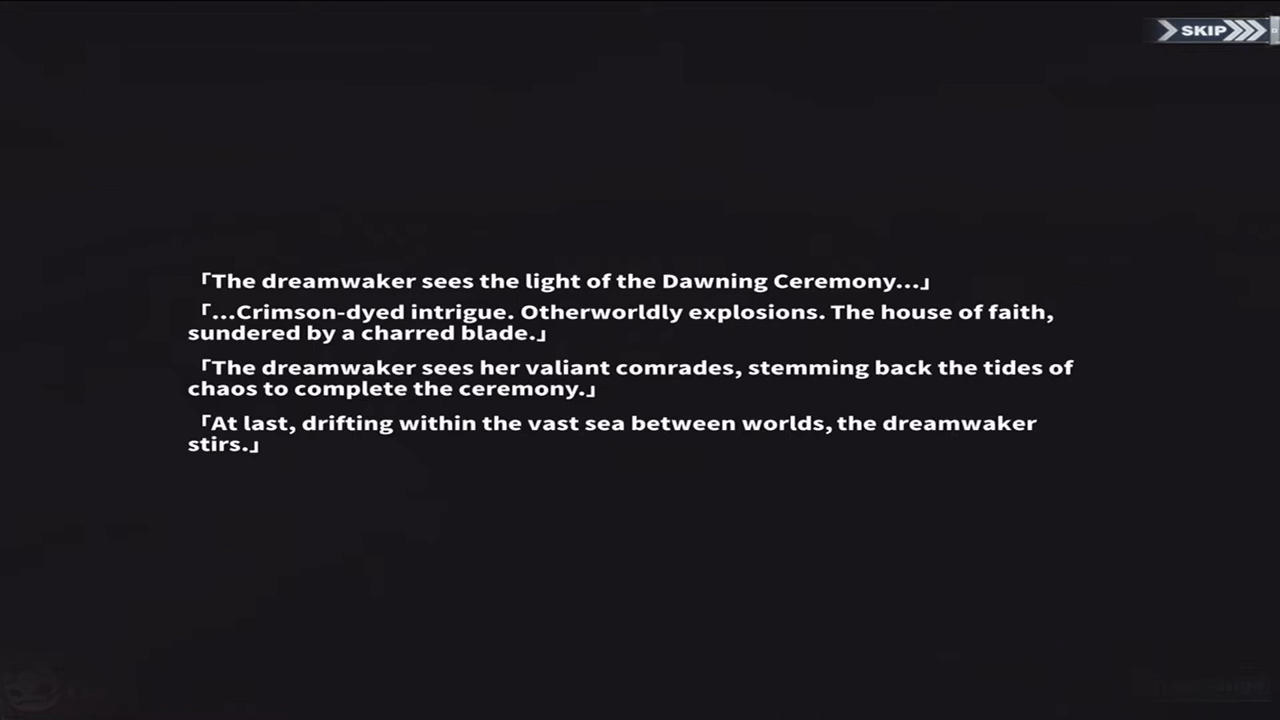 SKIP
「The dreamwaker sees the light of the Dawning Ceremony...」
「...Crimson-dyed intrigue. Otherworldly explosions. The house of faith,
sundered by a charred blade.」
「The dreamwaker sees her valiant comrades, stemming back the tides of
chaos to complete the ceremony.」
「At last, drifting within the vast sea between worlds, the dreamwaker
stirs.」